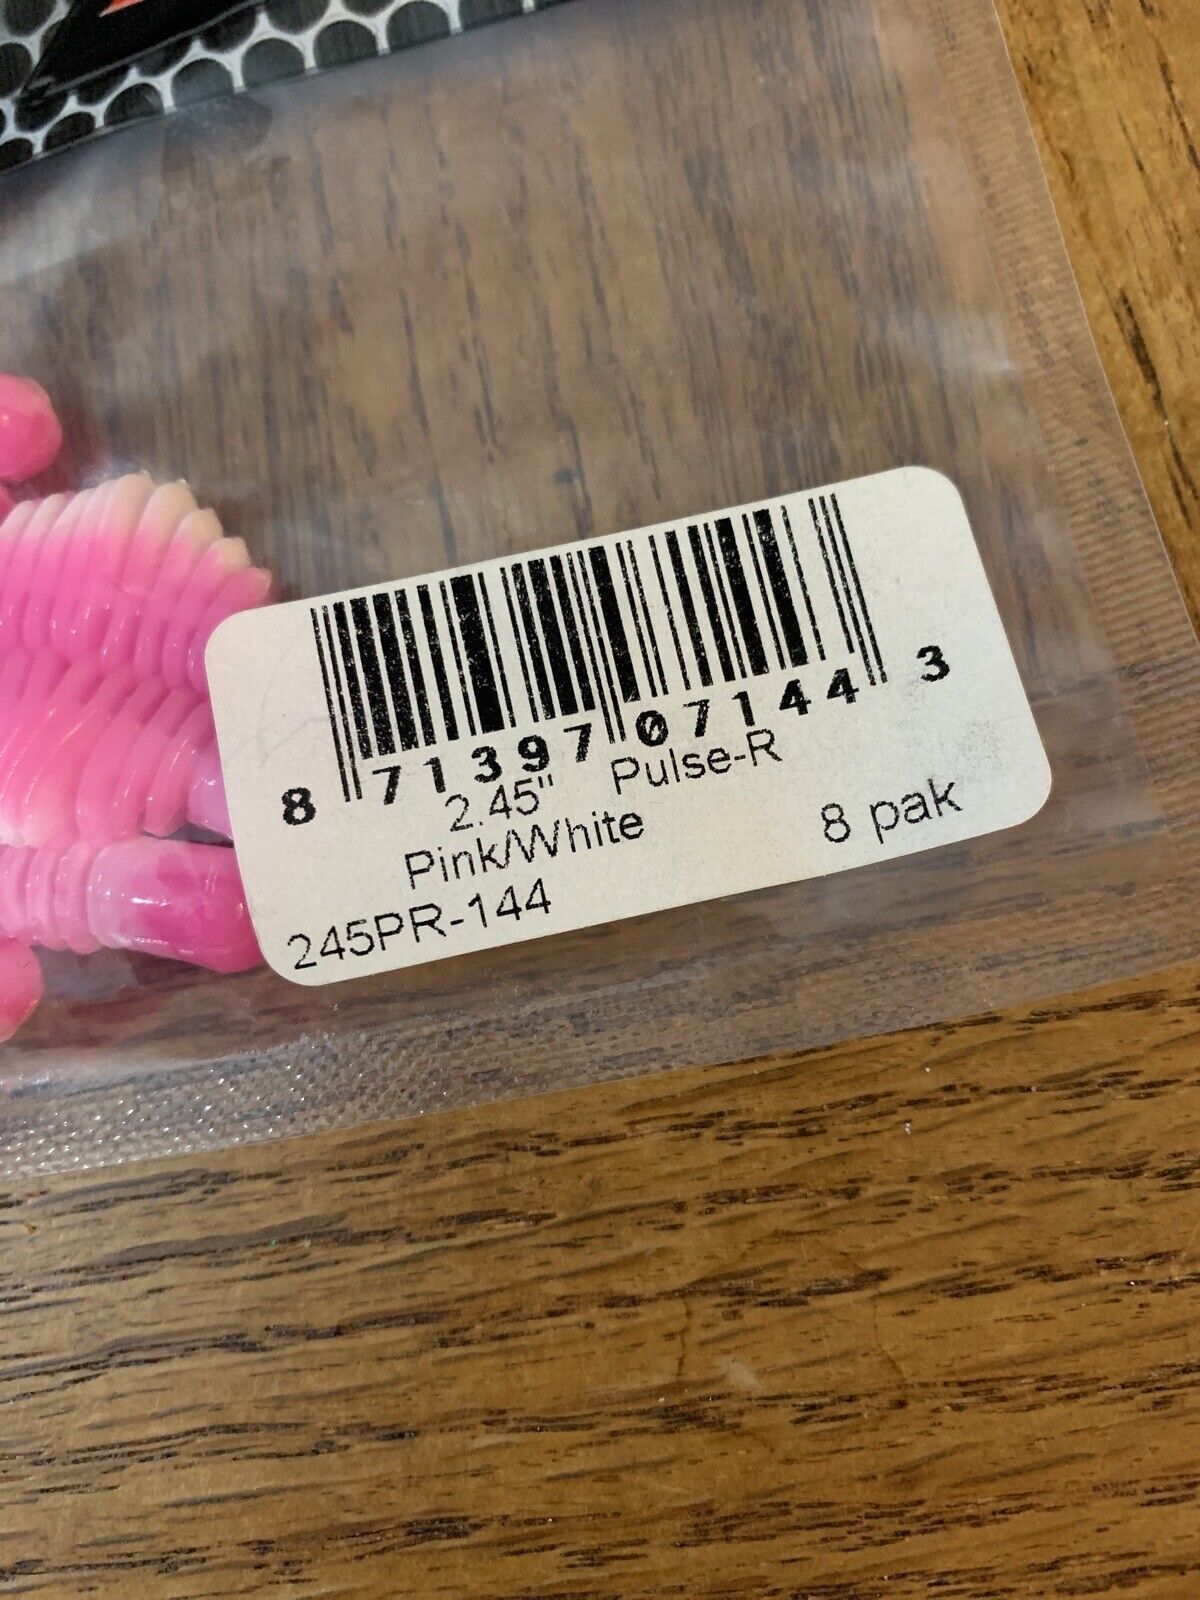 8 71397 07144 3
2.45" Pulse-R
Pink/White 8 pak
245PR-144